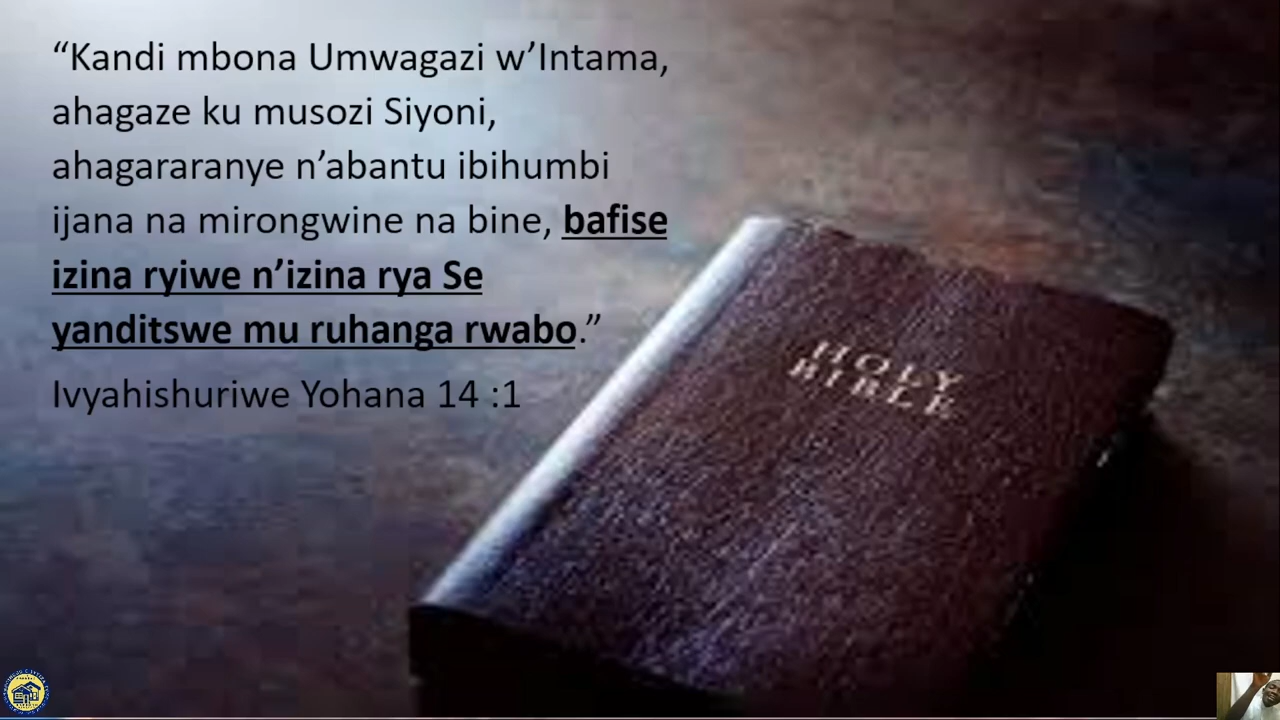 “Kandi mbona Umwagazi w’Intama,
ahagaze ku musozi Siyoni,
ahagararanye n’abantu ibihumbi
ijana na mirongwine na bine, bafise
izina ryiwe n’izina rya Se
yanditswe mu ruhanga rwabo.”
Ivyahishuriwe Yohana 14 :1
HOLY
BIBLE